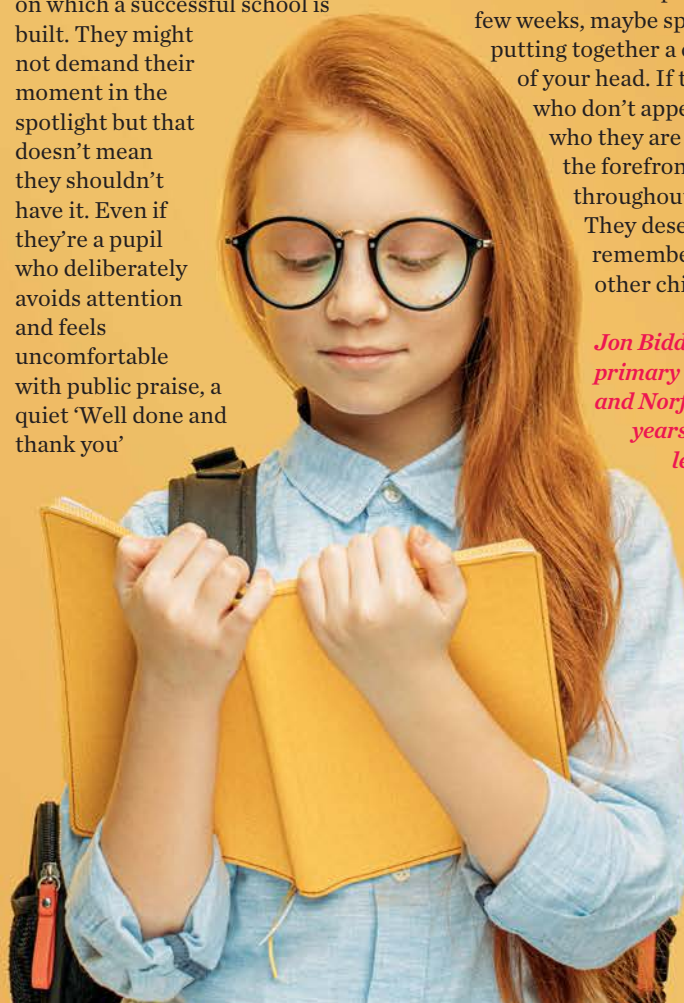 on which a successful school is
built. They might
not demand their
moment in the
spotlight but that
doesn’t mean
they shouldn’t
have it. Even if
they’re a pupil
who deliberately
avoids attention
and feels
uncomfortable
with public praise, a
quiet ‘Well done and
thank you’
few weeks, maybe sp
putting together a
of your head. If t
who don’t appe
who they are
the forefron
throughout
They dese
remembe
other chi
Jon Bidd
primary
and Norf
years
le